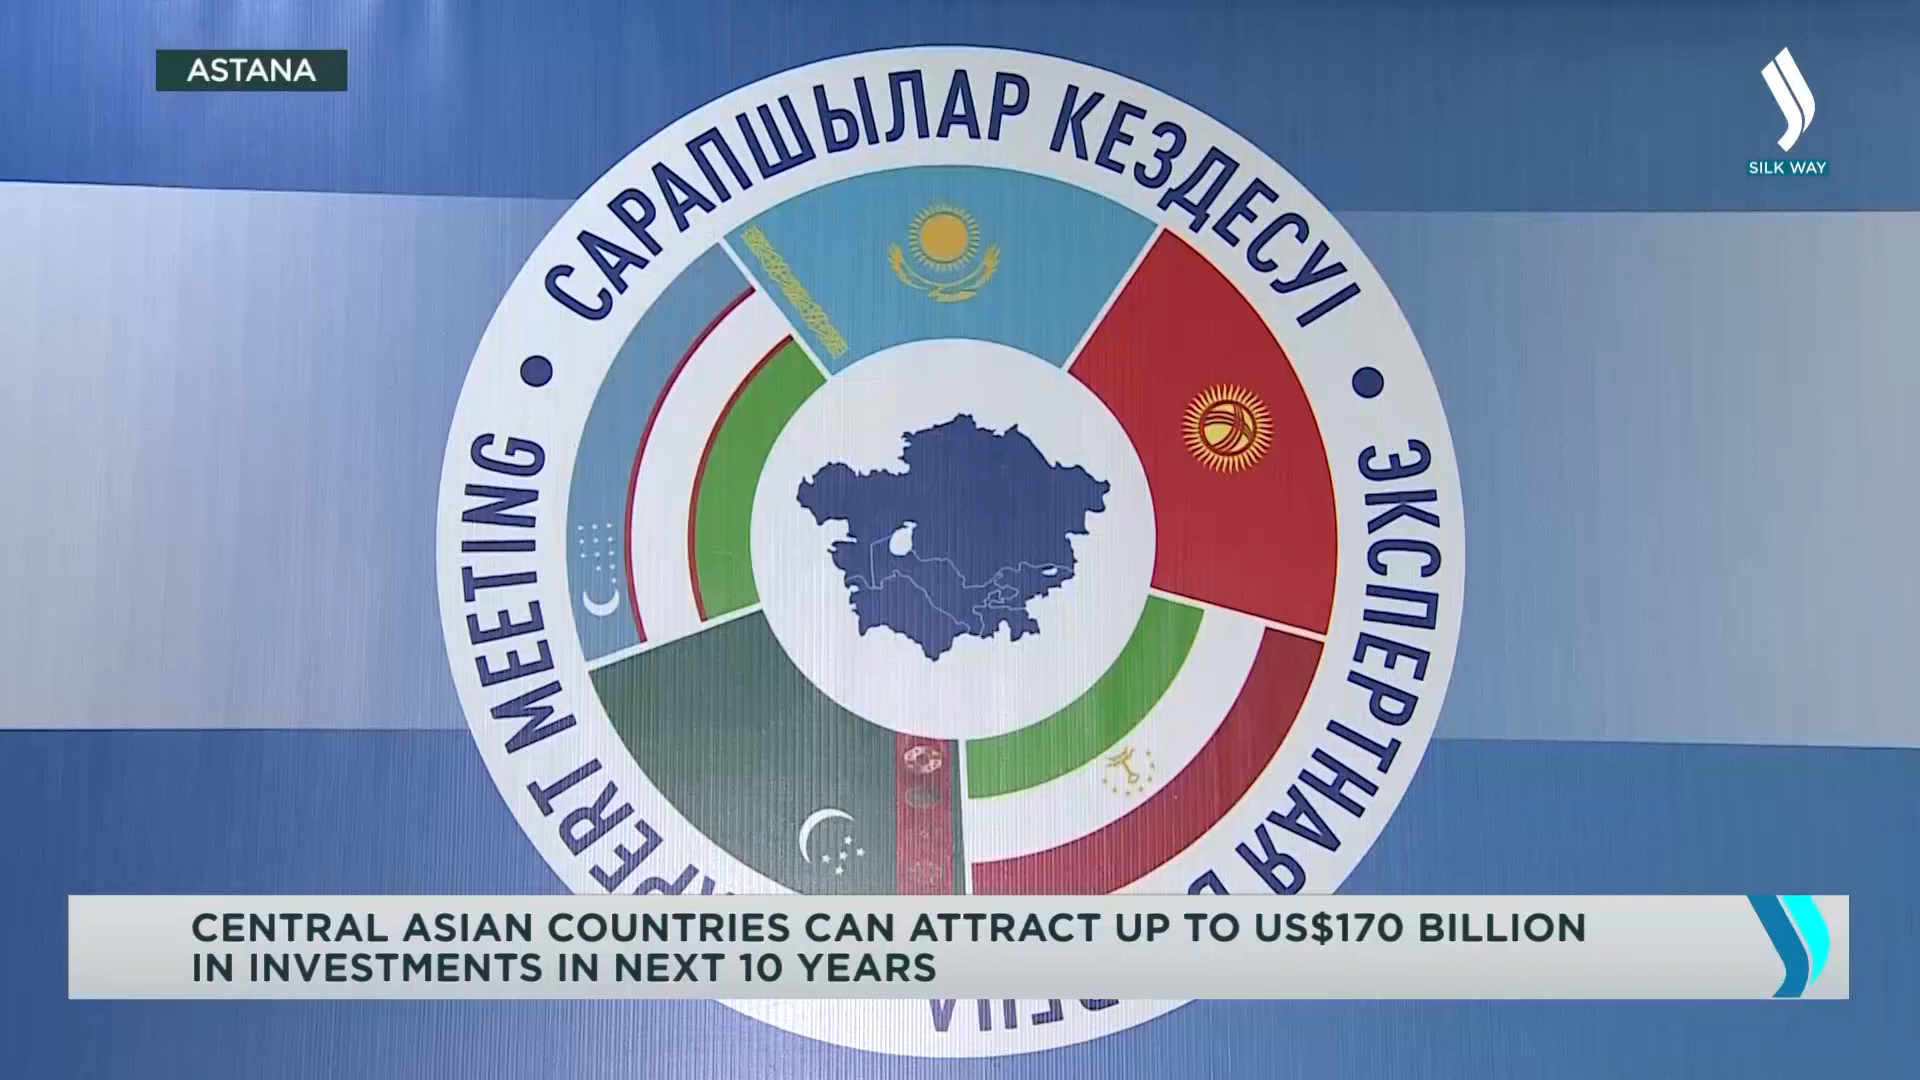 ASTANA
SILK WAY
САРАПШЫЛАР КЕЗДЕСУІ
ЭКСПЕРТНАЯ
MEETING
CENTRAL ASIAN COUNTRIES CAN ATTRACT UP TO US$170 BILLION
IN INVESTMENTS IN NEXT 10 YEARS